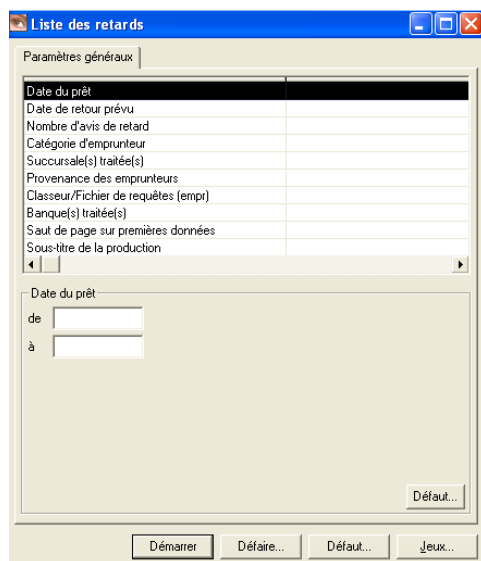 Liste des retards
Paramètres généraux
Date du prêt
Date de retour prévu
Nombre d'avis de retard
Catégorie d'emprunteur
Succursale(s) traitée(s)
Provenance des emprunteurs
Classeur/Fichier de requêtes (empr)
Banque(s) traitée(s)
Saut de page sur premières données
Sous-titre de la production
Date du prêt
de
à
Défaut...
Démarrer Défaire... Défaut... Jeux...